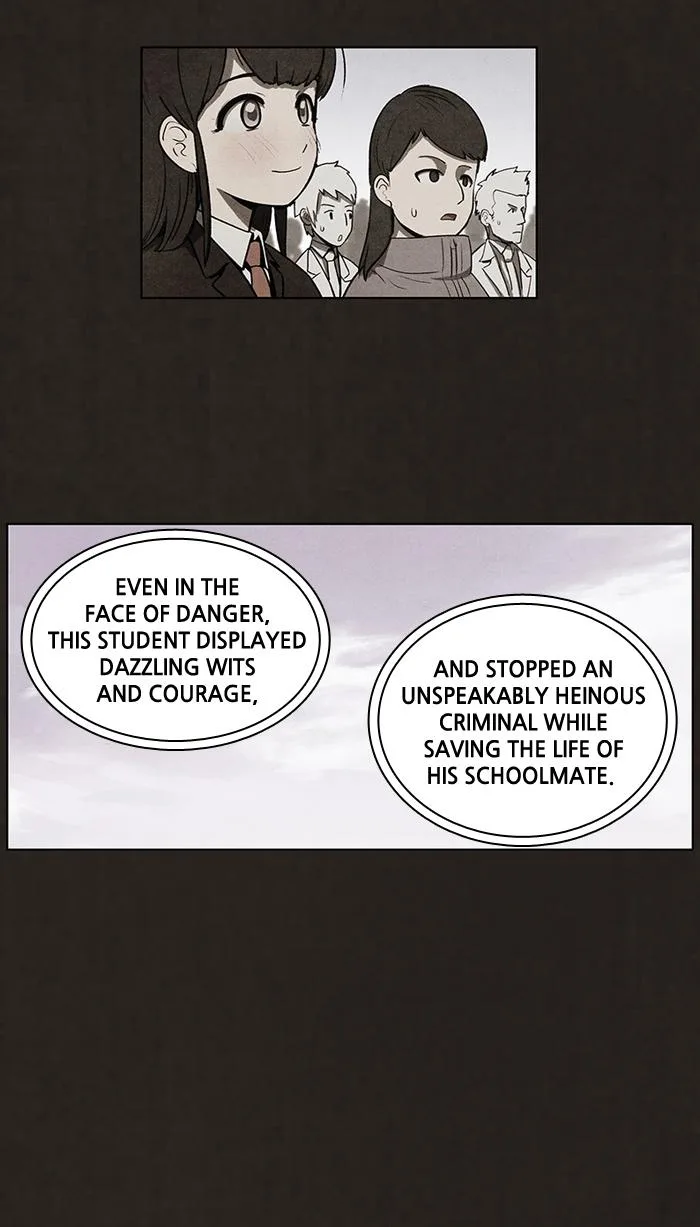 EVEN IN THE
FACE OF DANGER,
THIS STUDENT DISPLAYED
DAZZLING WITS
AND COURAGE,
AND STOPPED AN
UNSPEAKABLY HEINOUS
CRIMINAL WHILE
SAVING THE LIFE OF
HIS SCHOOLMATE.